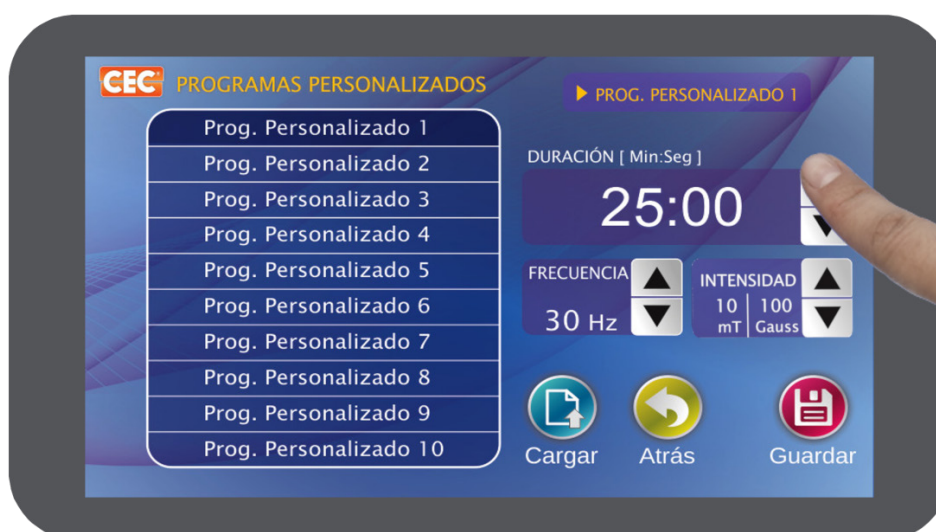 CEC PROGRAMAS PERSONALIZADOS
Prog. Personalizado 1
Prog. Personalizado 2
Prog. Personalizado 3
Prog. Personalizado 4
Prog. Personalizado 5
Prog. Personalizado 6
Prog. Personalizado 7
Prog. Personalizado 8
Prog. Personalizado 9
Prog. Personalizado 10
PROG. PERSONALIZADO 1
DURACIÓN [ Min:Seg ]
25:00
FRECUENCIA
30 Hz
INTENSIDAD
10 | 100
mT | Gauss
Cargar Atrás Guardar